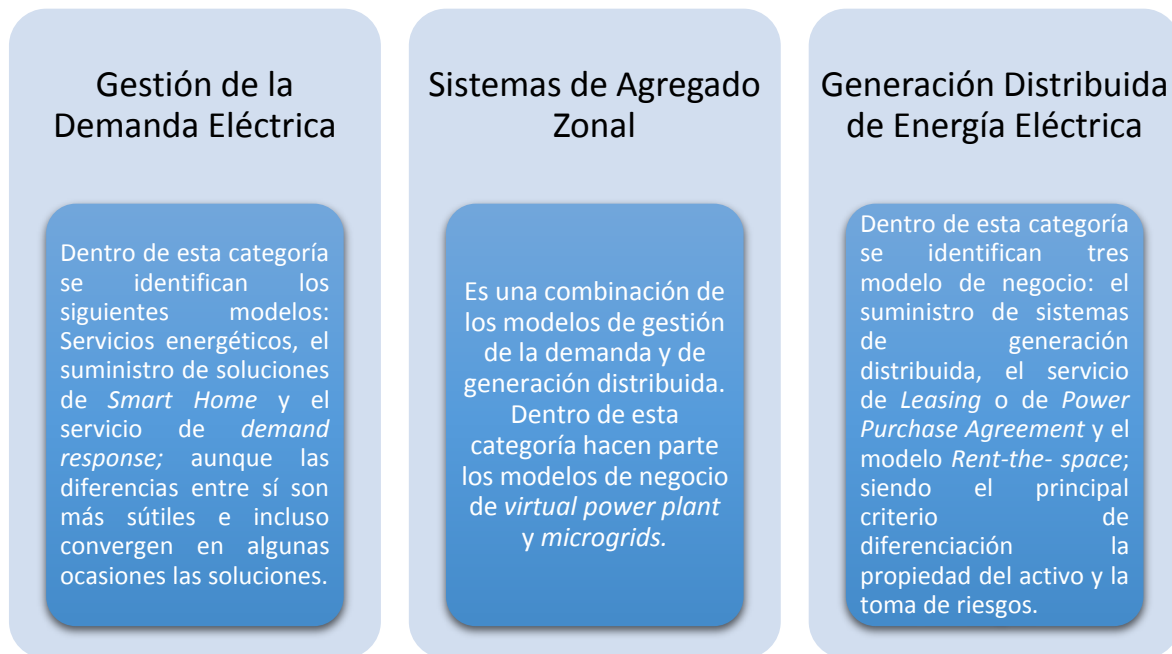 Gestión de la
Demanda Eléctrica
Dentro de esta categoría
se identifican los
siguientes modelos:
Servicios energéticos, el
suministro de soluciones
de Smart Home y el
servicio de demand
response; aunque las
diferencias entre sí son
más sútiles e incluso
convergen en algunas
ocasiones las soluciones.
Sistemas de Agregado
Zonal
Es una combinación de
los modelos de gestión
de la demanda y de
generación distribuida.
Dentro de esta
categoría hacen parte
los modelos de negocio
de virtual power plant
y microgrids.
Generación Distribuida
de Energía Eléctrica
Dentro de esta categoría
se identifican tres
modelo de negocio: el
suministro de sistemas
de generación
distribuida, el servicio
de Leasing o de Power
Purchase Agreement y el
modelo Rent-the- space;
siendo el principal
criterio de
diferenciación la
propiedad del activo y la
toma de riesgos.